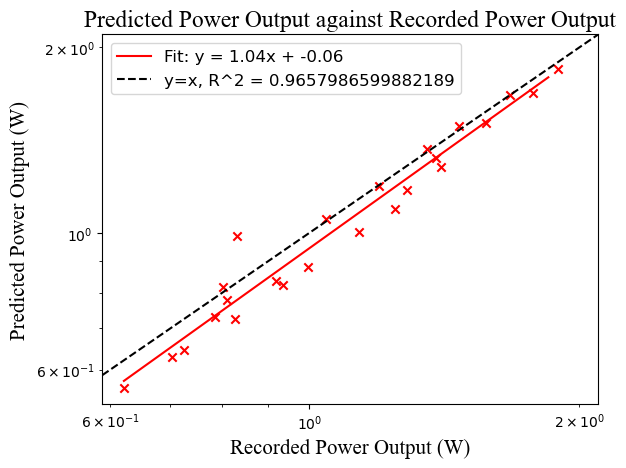 Predicted Power Output against Recorded Power Output
Fit: y = 1.04x + -0.06
y=x, R^2 = 0.9657986599882189
Predicted Power Output (W)
2 × 10⁰
10⁰
6 × 10⁻¹
6 × 10⁻¹
10⁰
2 × 10⁰
Recorded Power Output (W)